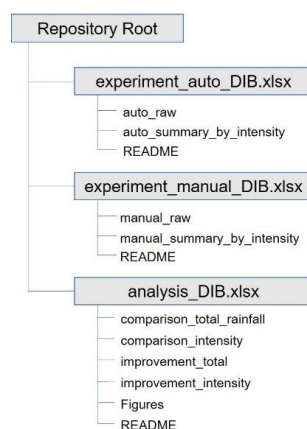 Repository Root
experiment_auto_DIB.xlsx
auto_raw
auto_summary_by_intensity
README
experiment_manual_DIB.xlsx
manual_raw
manual_summary_by_intensity
README
analysis_DIB.xlsx
comparison_total_rainfall
comparison_intensity
improvement_total
improvement_intensity
Figures
README